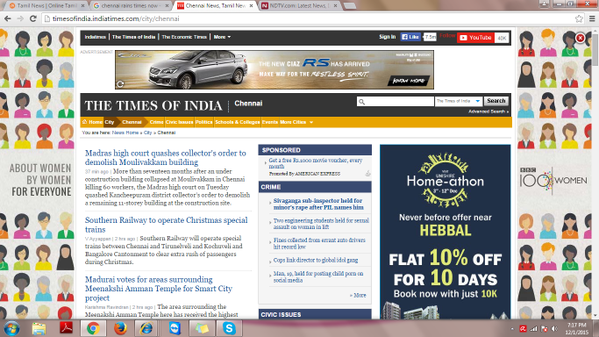 Tamil News | Online Tamil
chennai rains times now
Chennai News, Tamil New
NDTV.com: Latest News,
timesofindia.indiatimes.com/city/chennai
Indiatimes | The Times of India | The Economic Times | More
Sign In
Like
YouTube
ADVERTISEMENT
THE NEW CIAZ RS HAS ARRIVED.
MAKE WAY FOR THE RESTLESS SPIRIT.
KNOW MORE
THE TIMES OF INDIA | Chennai
The Times of India
Search
Advanced Search »
Home City Chennai Crime Civic Issues Politics Schools & Colleges Events More Cities
You are here: News Home » City » Chennai
Madras high court quashes collector's order to
demolish Moulivakkam building
37 min ago | More than seventeen months after an under
construction building collapsed at Moulivakkam in Chennai
killing 60 workers, the Madras high court on Tuesday
quashed Kancheepuram district collector's order to demolish
a remaining 11-storey building at the construction site.
Southern Railway to operate Christmas special
trains
V Ayyappan | 2 hrs ago | Southern Railway will operate special
trains between Chennai and Tirunelveli and Kochuveli and
Bangalore Cantonment to clear extra rush of passengers
during Christmas.
Madurai votes for areas surrounding
Meenakshi Amman Temple for Smart City
project
2 hrs ago | The area surrounding the
Meenakshi Amman Temple here has received the highest
SPONSORED
Get a free Rs.1000 movie voucher, every
month
Promoted By AMERICAN EXPRESS
CRIME
Sivaganga sub-inspector held for
minor's rape after PIL names him
Two engineering students held for sexual
assault on woman in lift
Fines collected from errant auto drivers
hit record low
Cops link director to global idol gang
Man, 19, held for posting child porn on
social media
» More
CIVIC ISSUES
UNISHIRE
Home-athon
3rd - 12th Dec
Never before offer near
HEBBAL
FLAT 10% OFF
FOR 10 DAYS
Book now with just 10K
ABOUT WOMEN
BY WOMEN
FOR EVERYONE
BBC
100 WOMEN
7:17 PM
12/1/2015